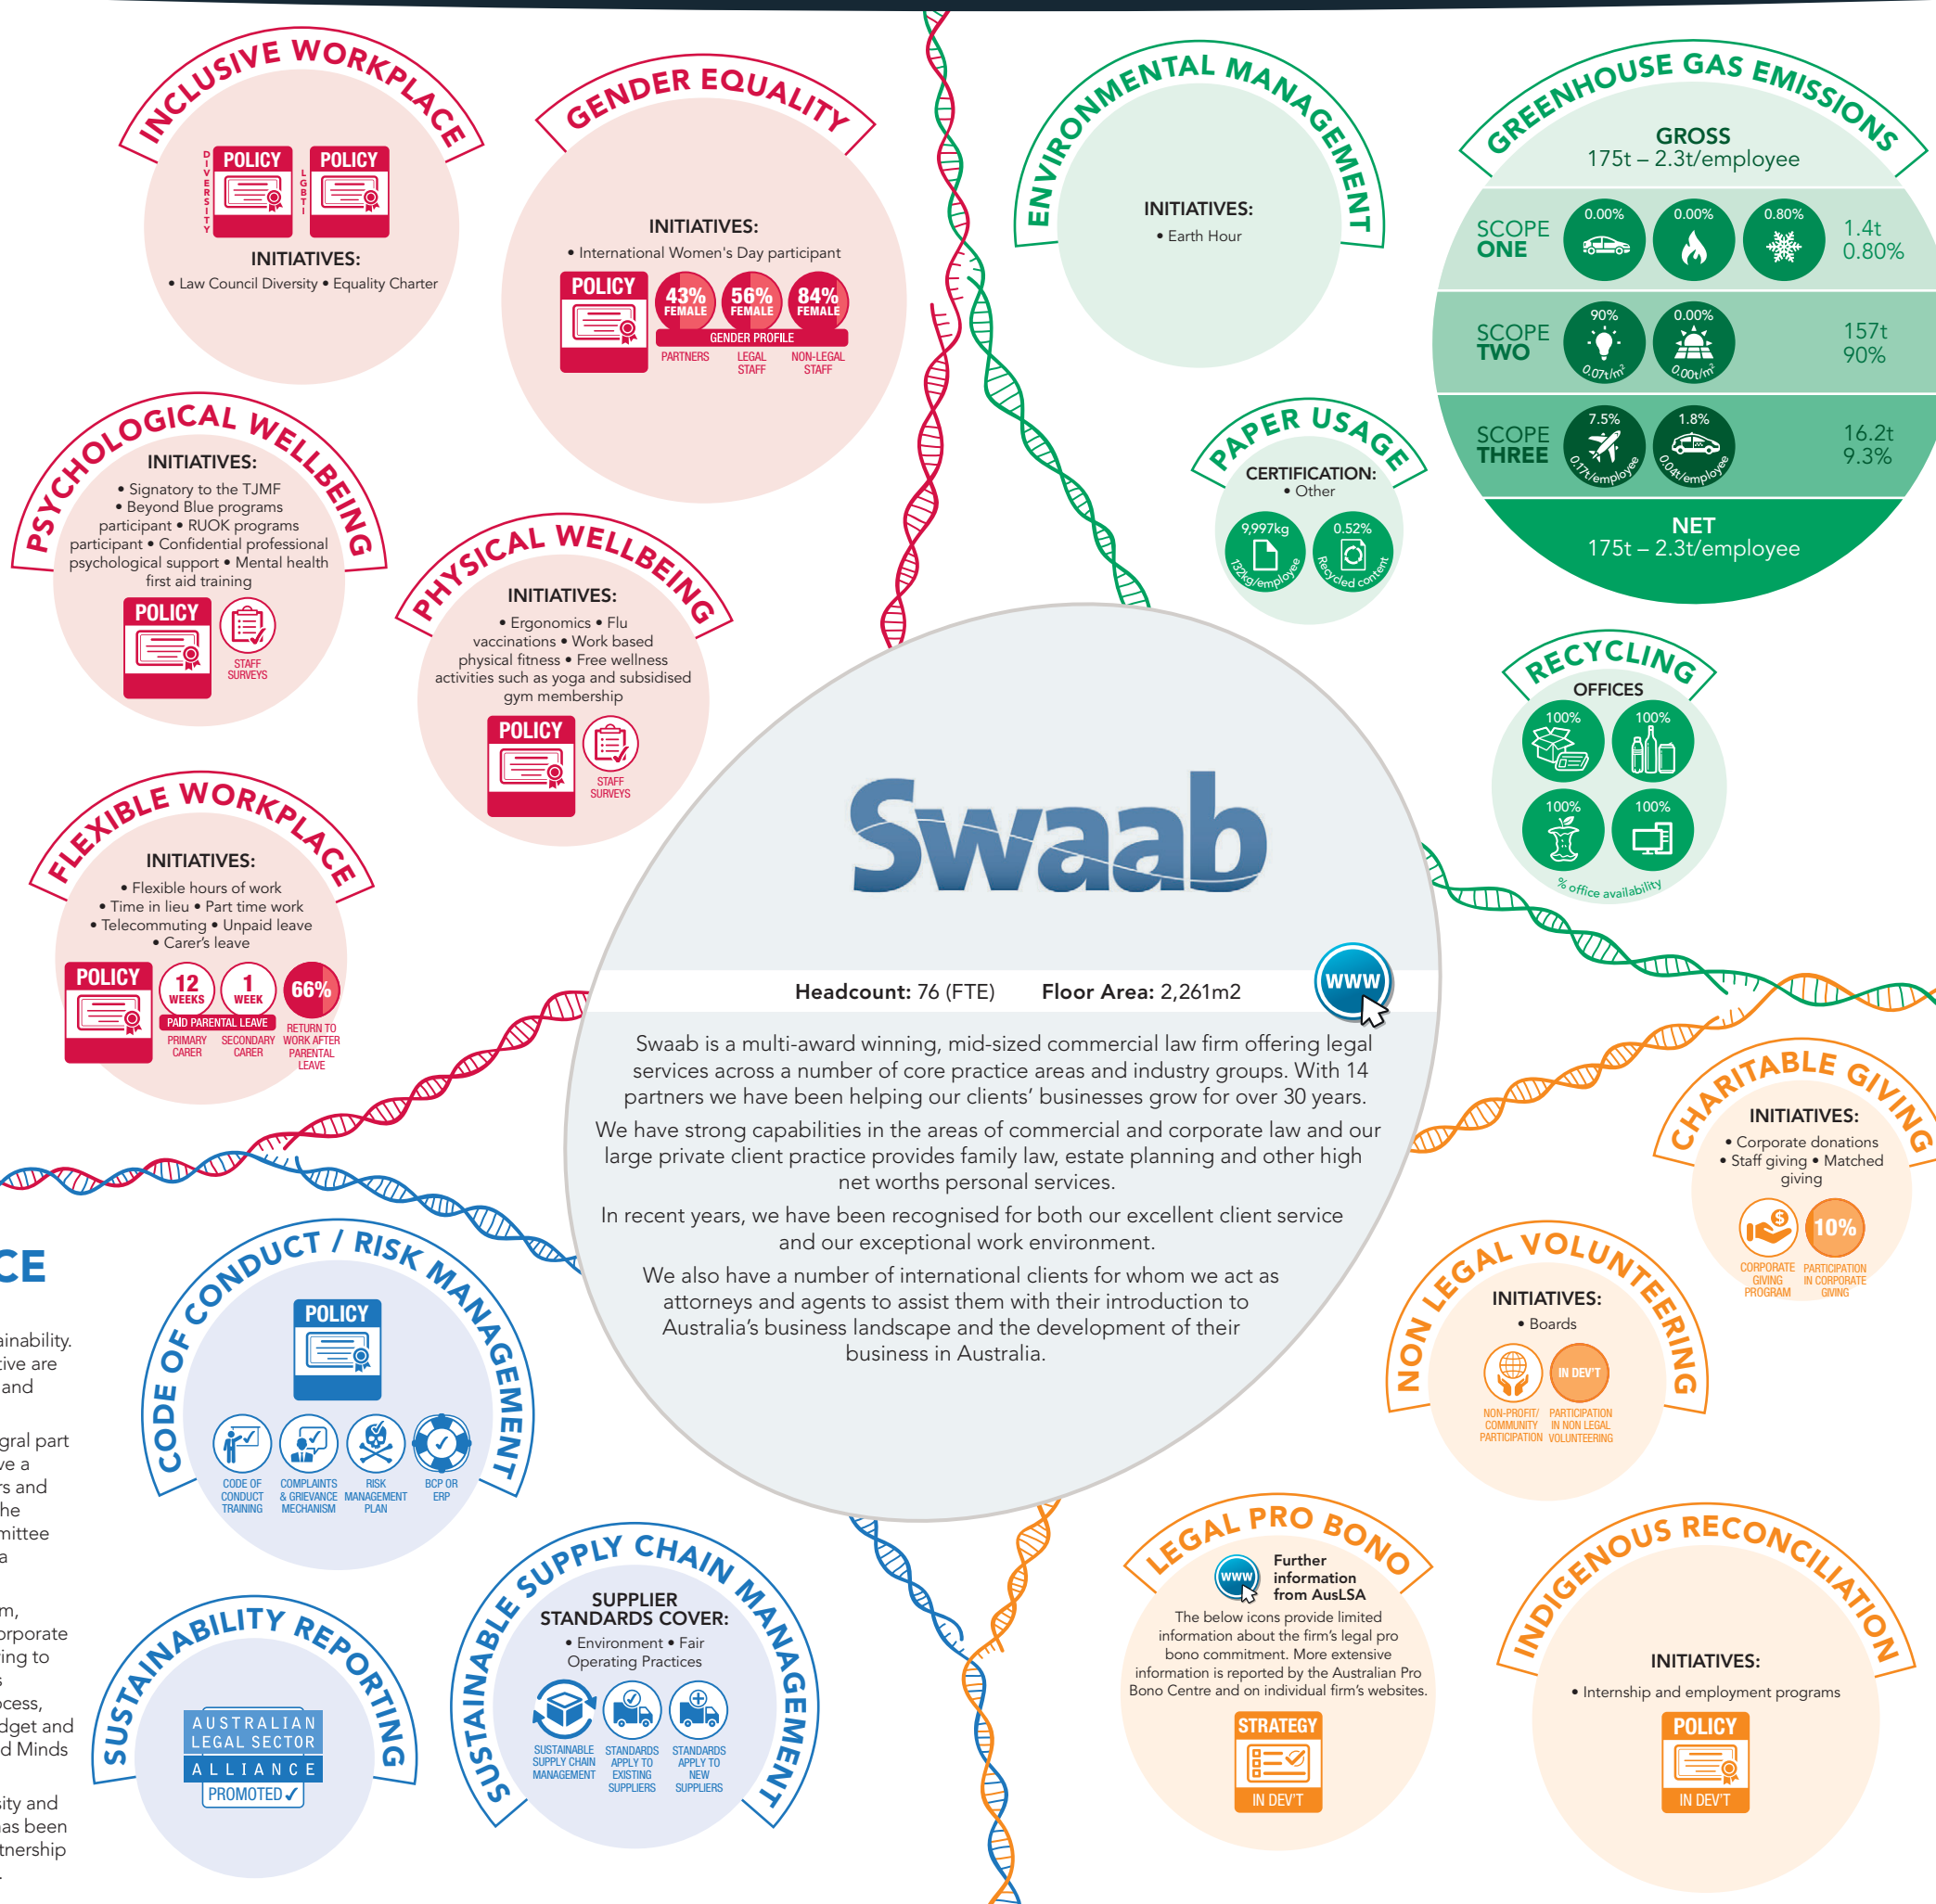 INCLUSIVE WORKPLACE
DIVERSITY
POLICY
LGBTI
POLICY
INITIATIVES:
• Law Council Diversity • Equality Charter
GENDER EQUALITY
INITIATIVES:
• International Women's Day participant
POLICY
43%
FEMALE
56%
FEMALE
84%
FEMALE
GENDER PROFILE
PARTNERS
LEGAL
STAFF
NON-LEGAL
STAFF
ENVIRONMENTAL MANAGEMENT
INITIATIVES:
• Earth Hour
GREENHOUSE GAS EMISSIONS
GROSS
175t – 2.3t/employee
SCOPE
ONE
0.00%
0.00%
0.80%
1.4t
0.80%
SCOPE
TWO
90%
0.07t/m²
0.00%
0.00t/m²
157t
90%
SCOPE
THREE
7.5%
0.17t/employee
1.8%
0.04t/employee
16.2t
9.3%
NET
175t – 2.3t/employee
PSYCHOLOGICAL WELLBEING
INITIATIVES:
• Signatory to the TJMF
• Beyond Blue programs
participant • RUOK programs
participant • Confidential professional
psychological support • Mental health
first aid training
POLICY
STAFF
SURVEYS
PHYSICAL WELLBEING
INITIATIVES:
• Ergonomics • Flu
vaccinations • Work based
physical fitness • Free wellness
activities such as yoga and subsidised
gym membership
POLICY
STAFF
SURVEYS
PAPER USAGE
CERTIFICATION:
• Other
9,997kg
132kg/employee
0.52%
Recycled content
RECYCLING
OFFICES
100%
100%
100%
100%
% office availability
FLEXIBLE WORKPLACE
INITIATIVES:
• Flexible hours of work
• Time in lieu • Part time work
• Telecommuting • Unpaid leave
• Carer's leave
POLICY
12
WEEKS
1
WEEK
66%
PAID PARENTAL LEAVE
PRIMARY
CARER
SECONDARY
CARER
RETURN TO
WORK AFTER
PARENTAL
LEAVE
Swaab
Headcount: 76 (FTE)
Floor Area: 2,261m2
www
Swaab is a multi-award winning, mid-sized commercial law firm offering legal
services across a number of core practice areas and industry groups. With 14
partners we have been helping our clients' businesses grow for over 30 years.
We have strong capabilities in the areas of commercial and corporate law and our
large private client practice provides family law, estate planning and other high
net worths personal services.
In recent years, we have been recognised for both our excellent client service
and our exceptional work environment.
We also have a number of international clients for whom we act as
attorneys and agents to assist them with their introduction to
Australia's business landscape and the development of their
business in Australia.
CHARITABLE GIVING
INITIATIVES:
• Corporate donations
• Staff giving • Matched
giving
10%
CORPORATE
GIVING
PROGRAM
PARTICIPATION
IN CORPORATE
GIVING
NON LEGAL VOLUNTEERING
INITIATIVES:
• Boards
IN DEV'T
NON-PROFIT/
COMMUNITY
PARTICIPATION
PARTICIPATION
IN NON LEGAL
VOLUNTEERING
CE
ainability.
tive are
and
gral part
ve a
rs and
he
mittee
a
m,
orporate
ing to
s
ocess,
dget and
d Minds
sity and
as been
tnership
.
CODE OF CONDUCT / RISK MANAGEMENT
POLICY
CODE OF
CONDUCT
TRAINING
COMPLAINTS
& GRIEVANCE
MECHANISM
RISK
MANAGEMENT
PLAN
BCP OR
ERP
SUSTAINABILITY REPORTING
AUSTRALIAN
LEGAL SECTOR
ALLIANCE
PROMOTED ✓
SUSTAINABLE SUPPLY CHAIN MANAGEMENT
SUPPLIER
STANDARDS COVER:
• Environment • Fair
Operating Practices
SUSTAINABLE
SUPPLY CHAIN
MANAGEMENT
STANDARDS
APPLY TO
EXISTING
SUPPLIERS
STANDARDS
APPLY TO
NEW
SUPPLIERS
LEGAL PRO BONO
www
Further
information
from AusLSA
The below icons provide limited
information about the firm's legal pro
bono commitment. More extensive
information is reported by the Australian Pro
Bono Centre and on individual firm's websites.
STRATEGY
IN DEV'T
INDIGENOUS RECONCILIATION
INITIATIVES:
• Internship and employment programs
POLICY
IN DEV'T